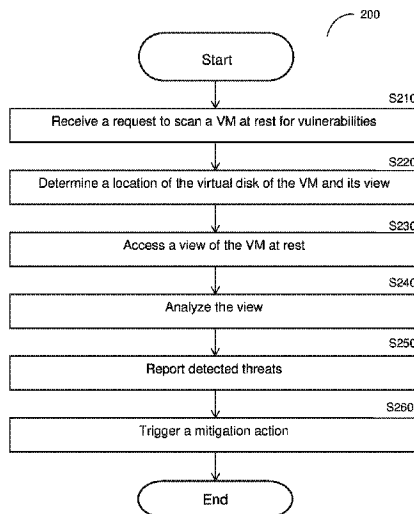 200
Start
S210
Receive a request to scan a VM at rest for vulnerabilities
S220
Determine a location of the virtual disk of the VM and its view
S230
Access a view of the VM at rest
S240
Analyze the view
S250
Report detected threats
S260
Trigger a mitigation action
End